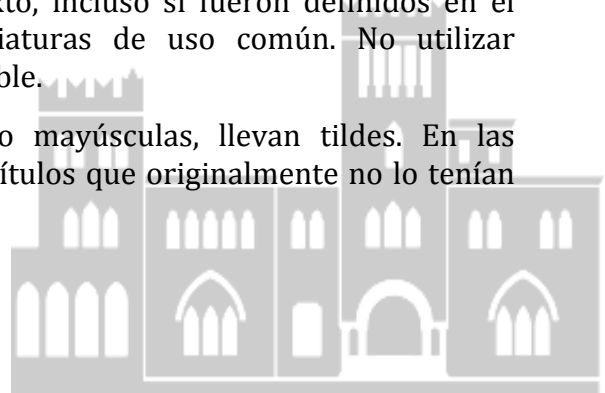 xto, incluso si fueron definidos en el
iaturas de uso común. No utilizar
ble.
o mayúsculas, llevan tildes. En las
ítulos que originalmente no lo tenían